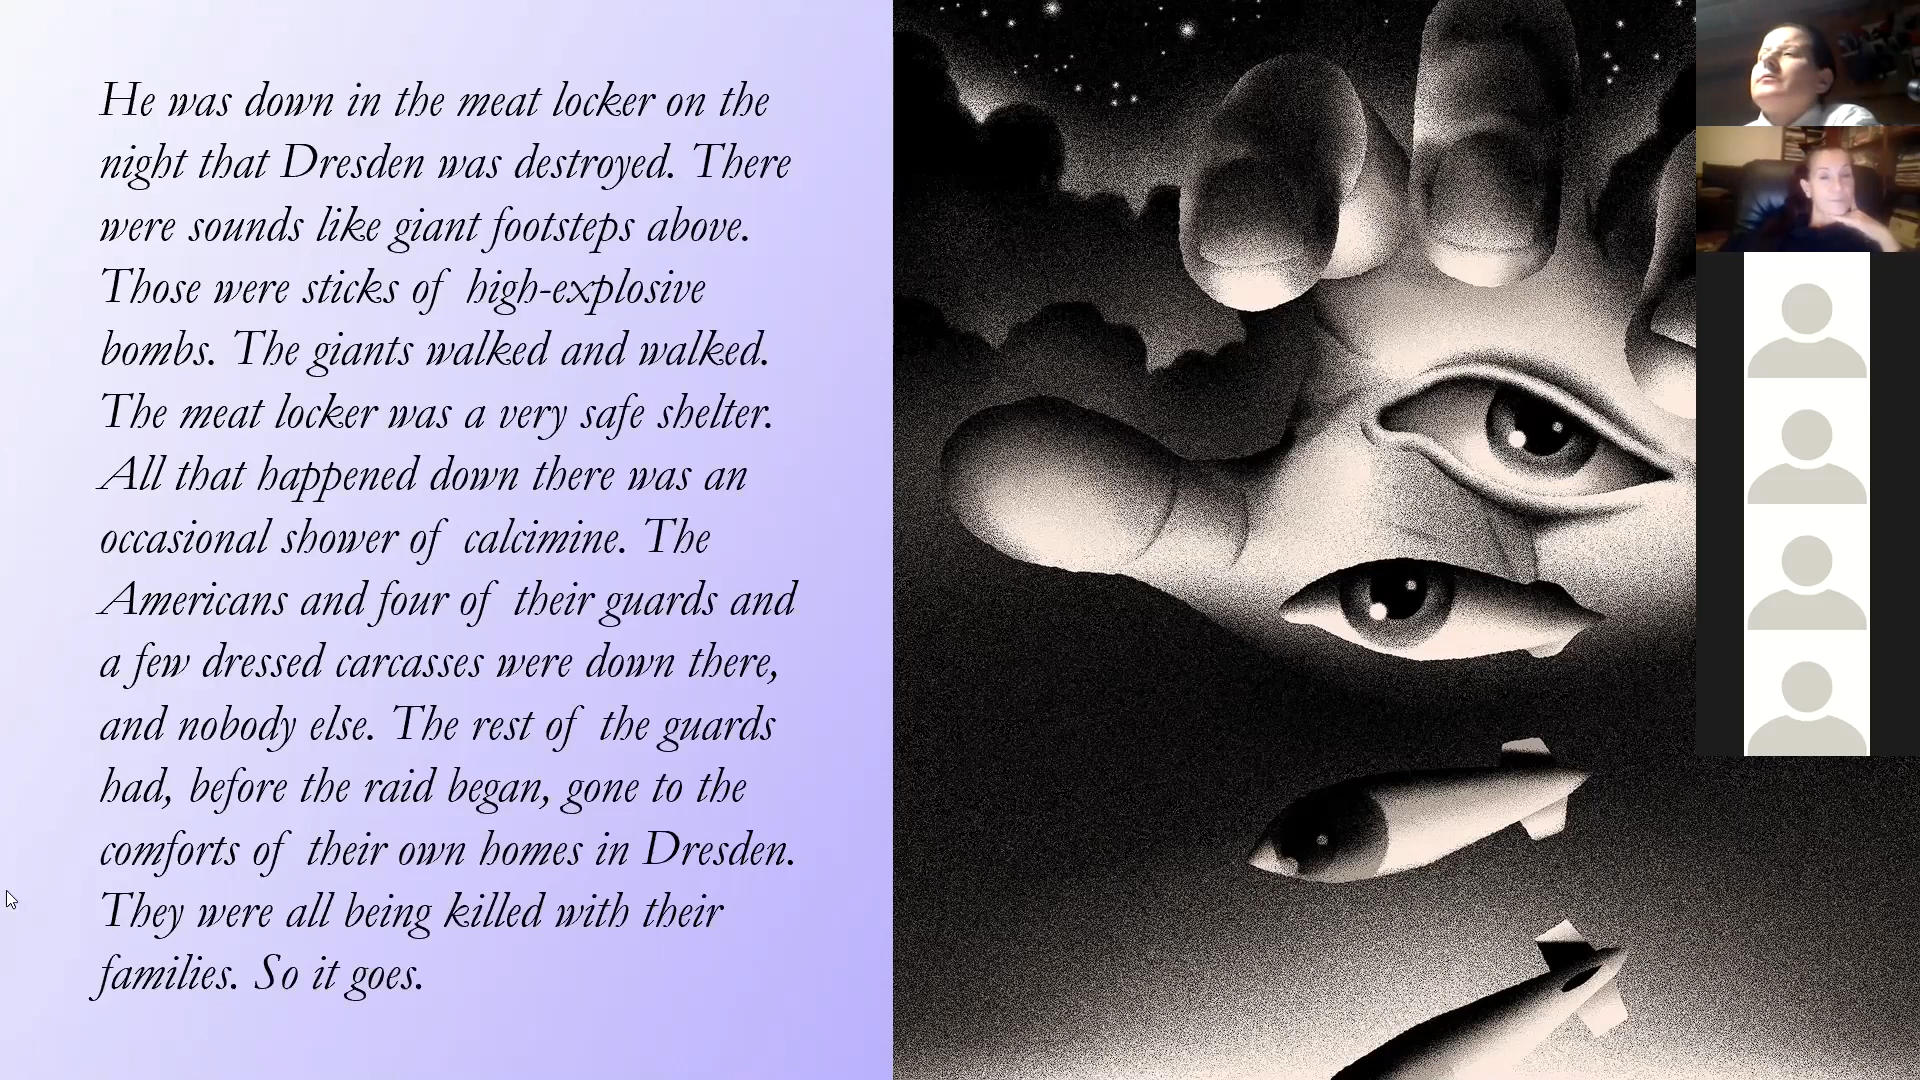 He was down in the meat locker on the
night that Dresden was destroyed. There
were sounds like giant footsteps above.
Those were sticks of high-explosive
bombs. The giants walked and walked.
The meat locker was a very safe shelter.
All that happened down there was an
occasional shower of calcimine. The
Americans and four of their guards and
a few dressed carcasses were down there,
and nobody else. The rest of the guards
had, before the raid began, gone to the
comforts of their own homes in Dresden.
They were all being killed with their
families. So it goes.